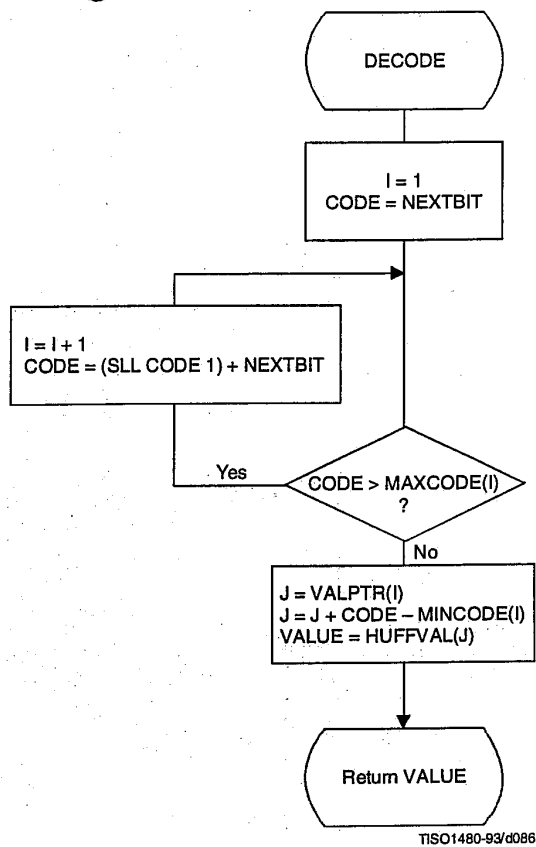 DECODE
I = 1
CODE = NEXTBIT
I = I + 1
CODE = (SLL CODE 1) + NEXTBIT
Yes
CODE > MAXCODE(I)
?
No
J = VALPTR(I)
J = J + CODE – MINCODE(I)
VALUE = HUFFVAL(J)
Return VALUE
TISO1480-93/d086